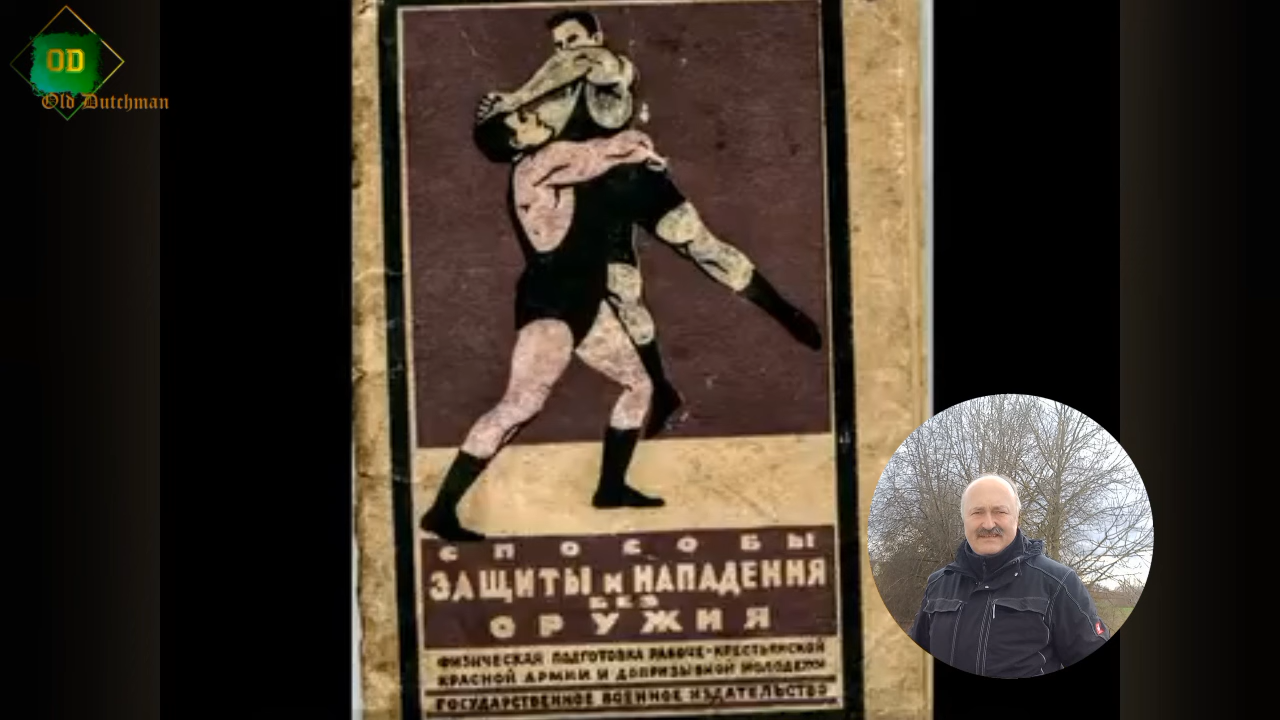 OD
Old Dutchman
СПОСОБЫ
ЗАЩИТЫ и НАПАДЕНИЯ
БЕЗ
ОРУЖИЯ
ФИЗИЧЕСКАЯ ПОДГОТОВКА РАБОЧЕ-КРЕСТЬЯНСКОЙ
КРАСНОЙ АРМИИ И ДОПРИЗЫВНОЙ МОЛОДЕЖИ
ГОСУДАРСТВЕННОЕ ВОЕННОЕ ИЗДАТЕЛЬСТВО